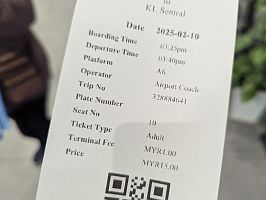 to
KL Sentral
Date 2025-02-10
Boarding Time 03:25pm
Departure Time 03:40pm
Platform A6
Operator Airport Coach
Trip No 328884641
Plate Number
Seat No 10
Ticket Type Adult
Terminal Fee MYR1.00
Price MYR15.00